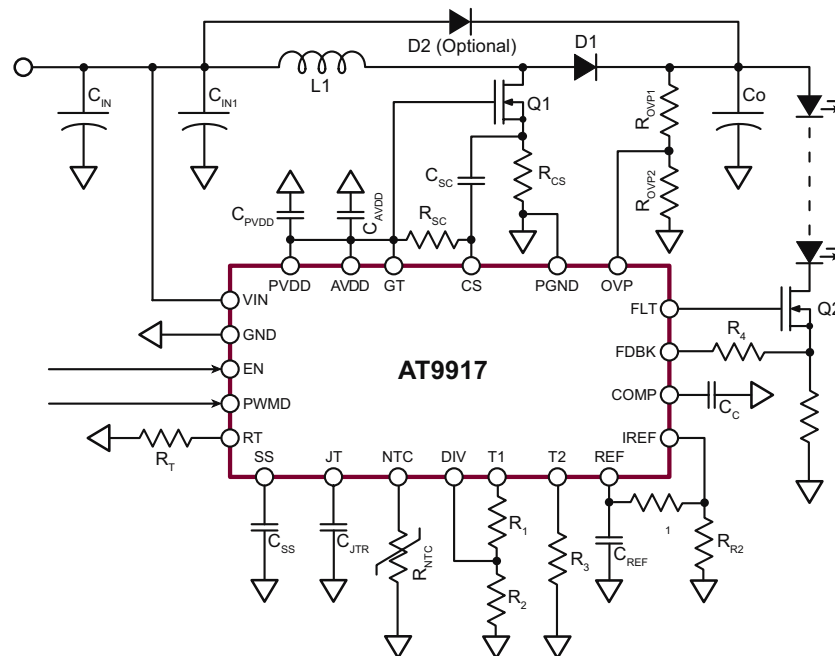 D2 (Optional)
D1
L1
C_IN
C_IN1
Q1
R_OVP1
Co
C_SC
R_CS
R_OVP2
C_PVDD
C_AVDD
R_SC
PVDD
AVDD
GT
CS
PGND
OVP
VIN
FLT
Q2
GND
R_4
FDBK
EN
AT9917
COMP
C_C
PWMD
IREF
RT
R_T
SS
JT
NTC
DIV
T1
T2
REF
R_1
1
C_SS
C_JTR
R_NTC
R_3
C_REF
R_R2
R_2